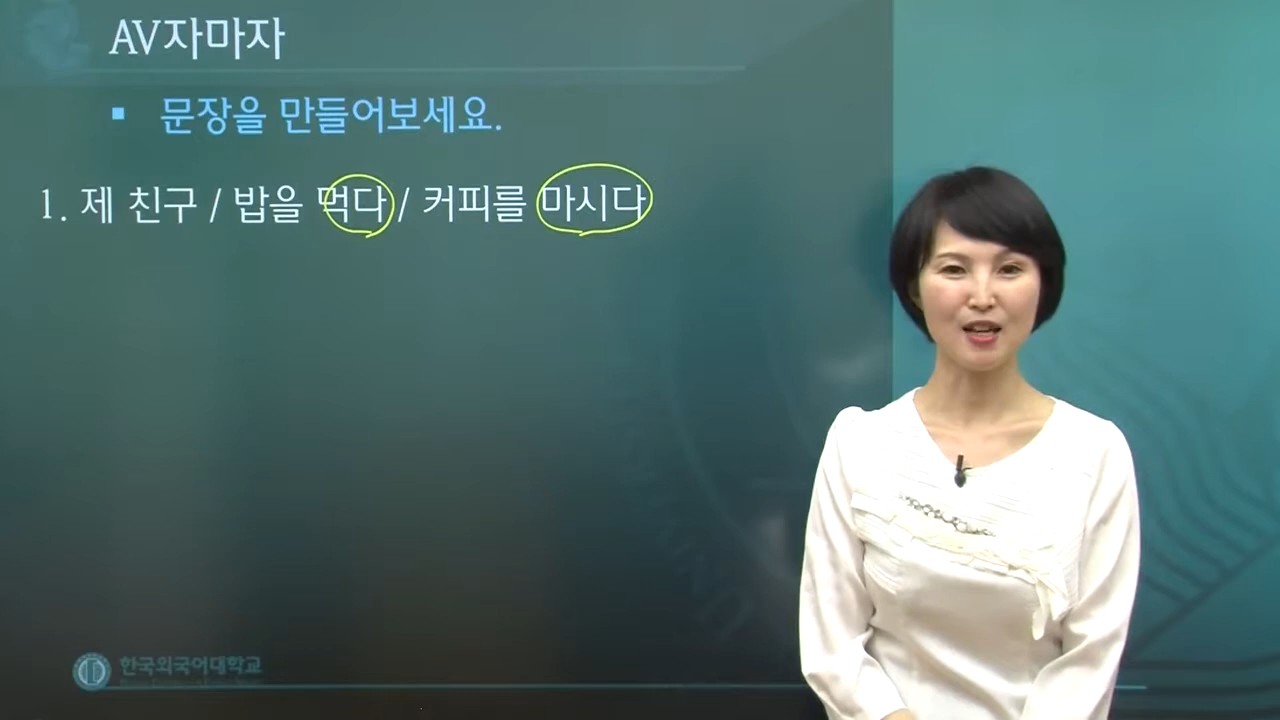 AV자마자
▪ 문장을 만들어보세요.
1. 제 친구 / 밥을 먹다 / 커피를 마시다
한국외국어대학교